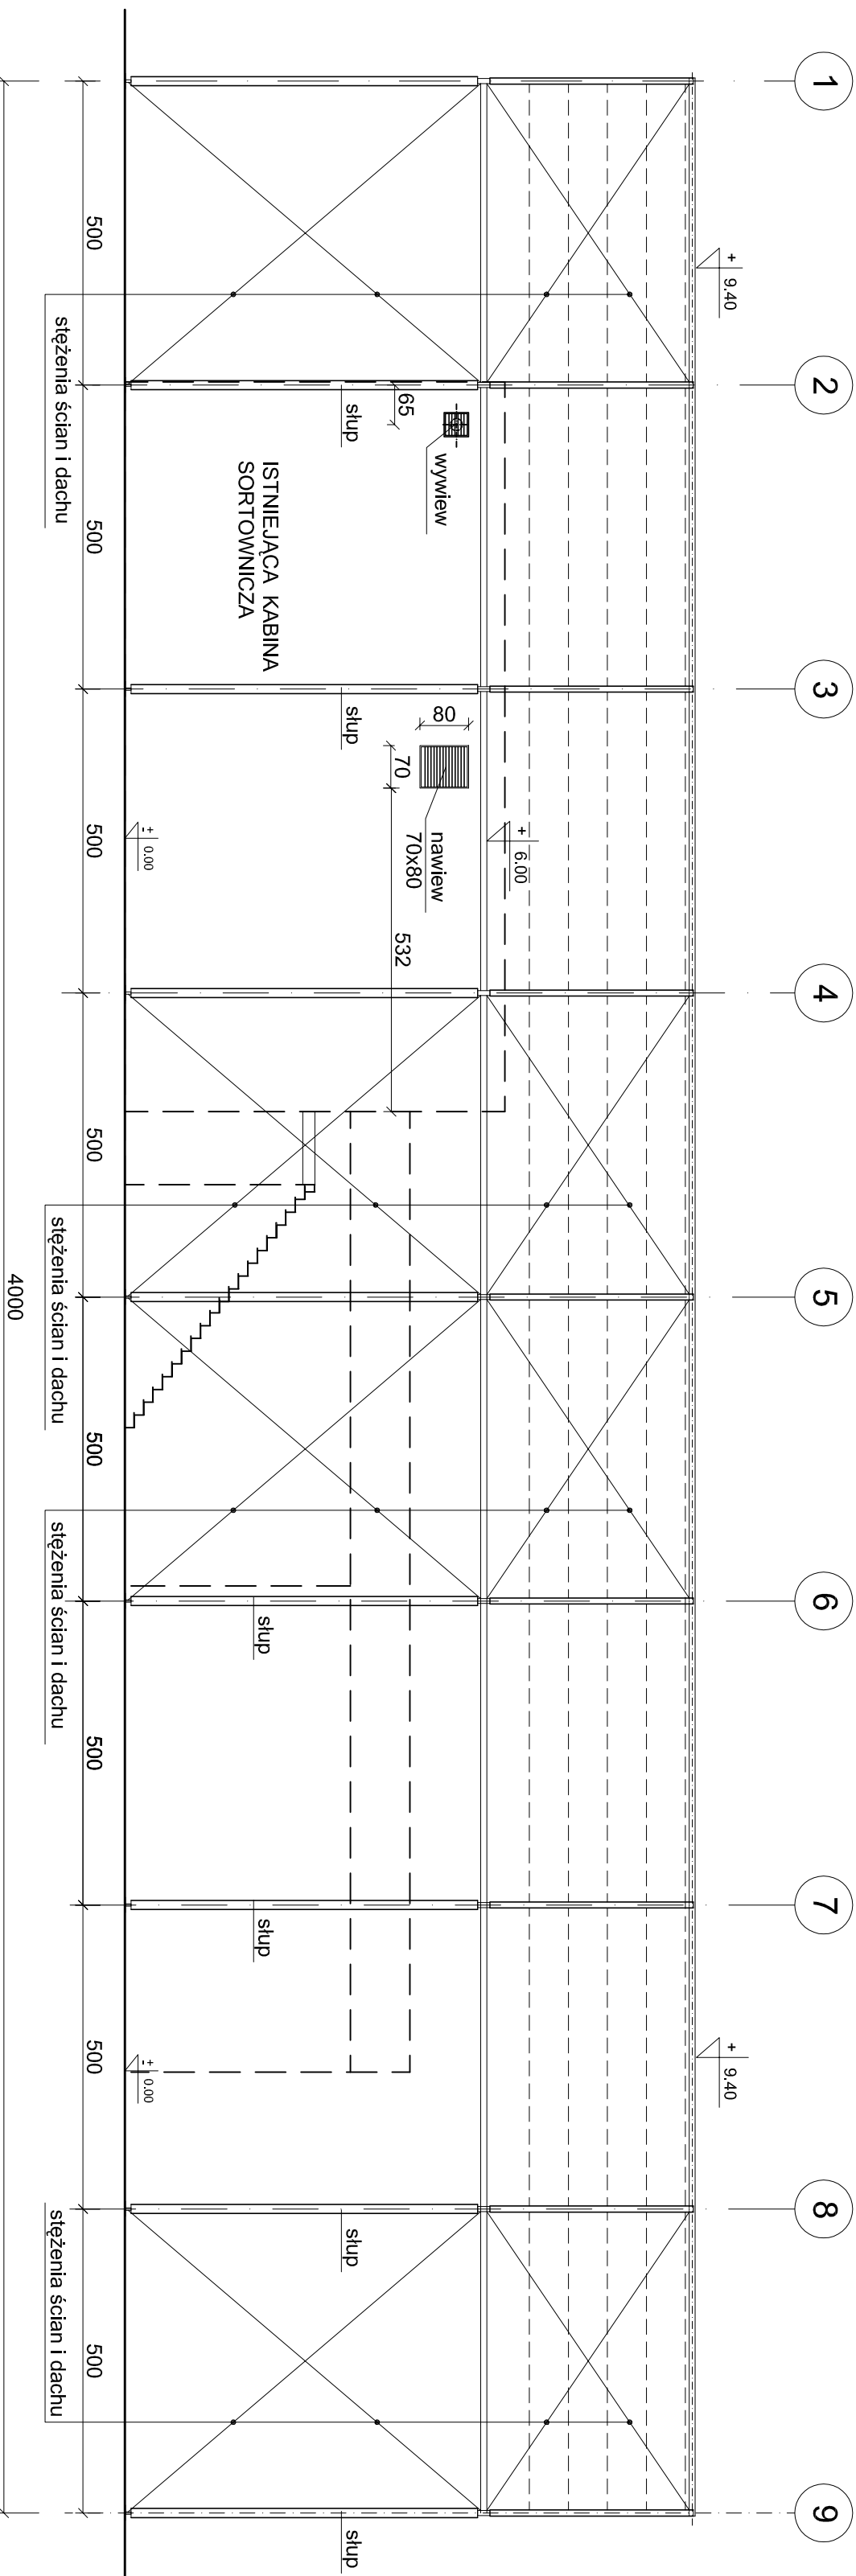 1
2
3
4
5
6
7
8
9
+ 9.40
+ 9.40
+ 6.00
65
słup
wywiew
ISTNIEJĄCA KABINA
SORTOWNICZA
słup
80
70
nawiew
70x80
532
słup
słup
słup
słup
± 0.00
± 0.00
500
500
500
500
500
500
500
500
stężenia ścian i dachu
stężenia ścian i dachu
stężenia ścian i dachu
stężenia ścian i dachu
4000